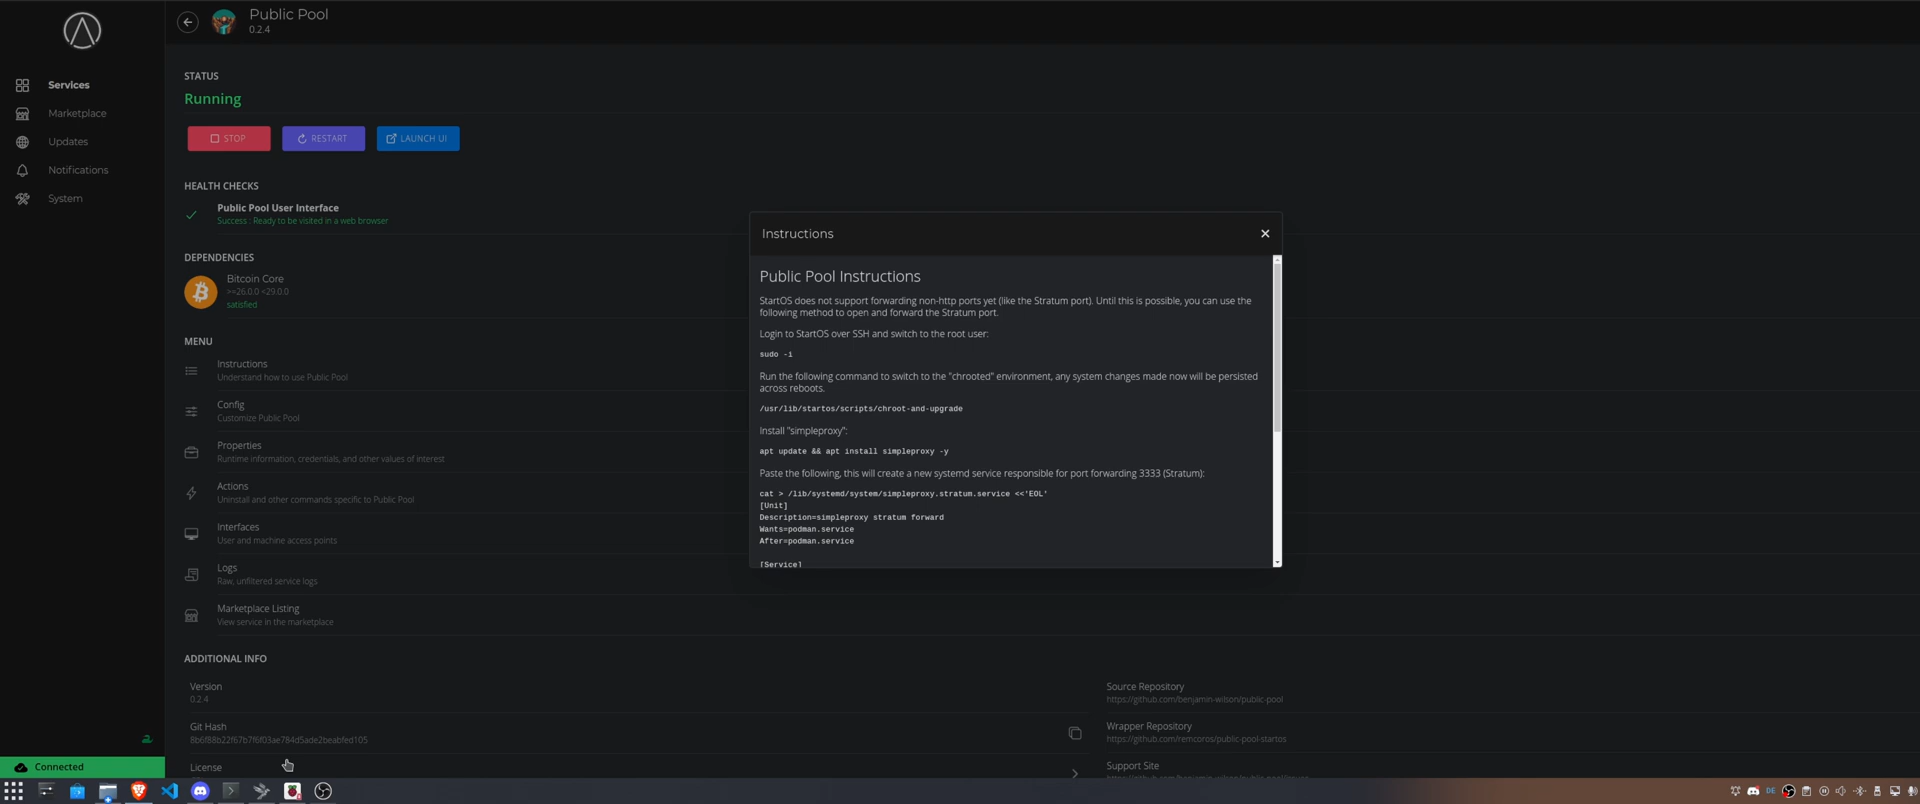 Public Pool
0.2.4
Services
Marketplace
Updates
Notifications
System
Connected
STATUS
Running
STOP
RESTART
LAUNCH UI
HEALTH CHECKS
Public Pool User Interface
Success : Ready to be visited in a web browser
DEPENDENCIES
Bitcoin Core
>=26.0.0 <29.0.0
satisfied
MENU
Instructions
Understand how to use Public Pool
Config
Customize Public Pool
Properties
Runtime information, credentials, and other values of interest
Actions
Uninstall and other commands specific to Public Pool
Interfaces
User and machine access points
Logs
Raw, unfiltered service logs
Marketplace Listing
View service in the marketplace
ADDITIONAL INFO
Version
0.2.4
Git Hash
8b6f88b22f67b7f6f03ae784d5ade2beabfed105
License
Source Repository
https://github.com/benjamin-wilson/public-pool
Wrapper Repository
https://github.com/remcoros/public-pool-startos
Support Site
Instructions
Public Pool Instructions
StartOS does not support forwarding non-http ports yet (like the Stratum port). Until this is possible, you can use the
following method to open and forward the Stratum port.
Login to StartOS over SSH and switch to the root user:
sudo -i
Run the following command to switch to the "chrooted" environment, any system changes made now will be persisted
across reboots.
/usr/lib/startos/scripts/chroot-and-upgrade
Install "simpleproxy":
apt update && apt install simpleproxy -y
Paste the following, this will create a new systemd service responsible for port forwarding 3333 (Stratum):
cat > /lib/systemd/system/simpleproxy.stratum.service <<'EOL'
[Unit]
Description=simpleproxy stratum forward
Wants=podman.service
After=podman.service
[Service]
DE